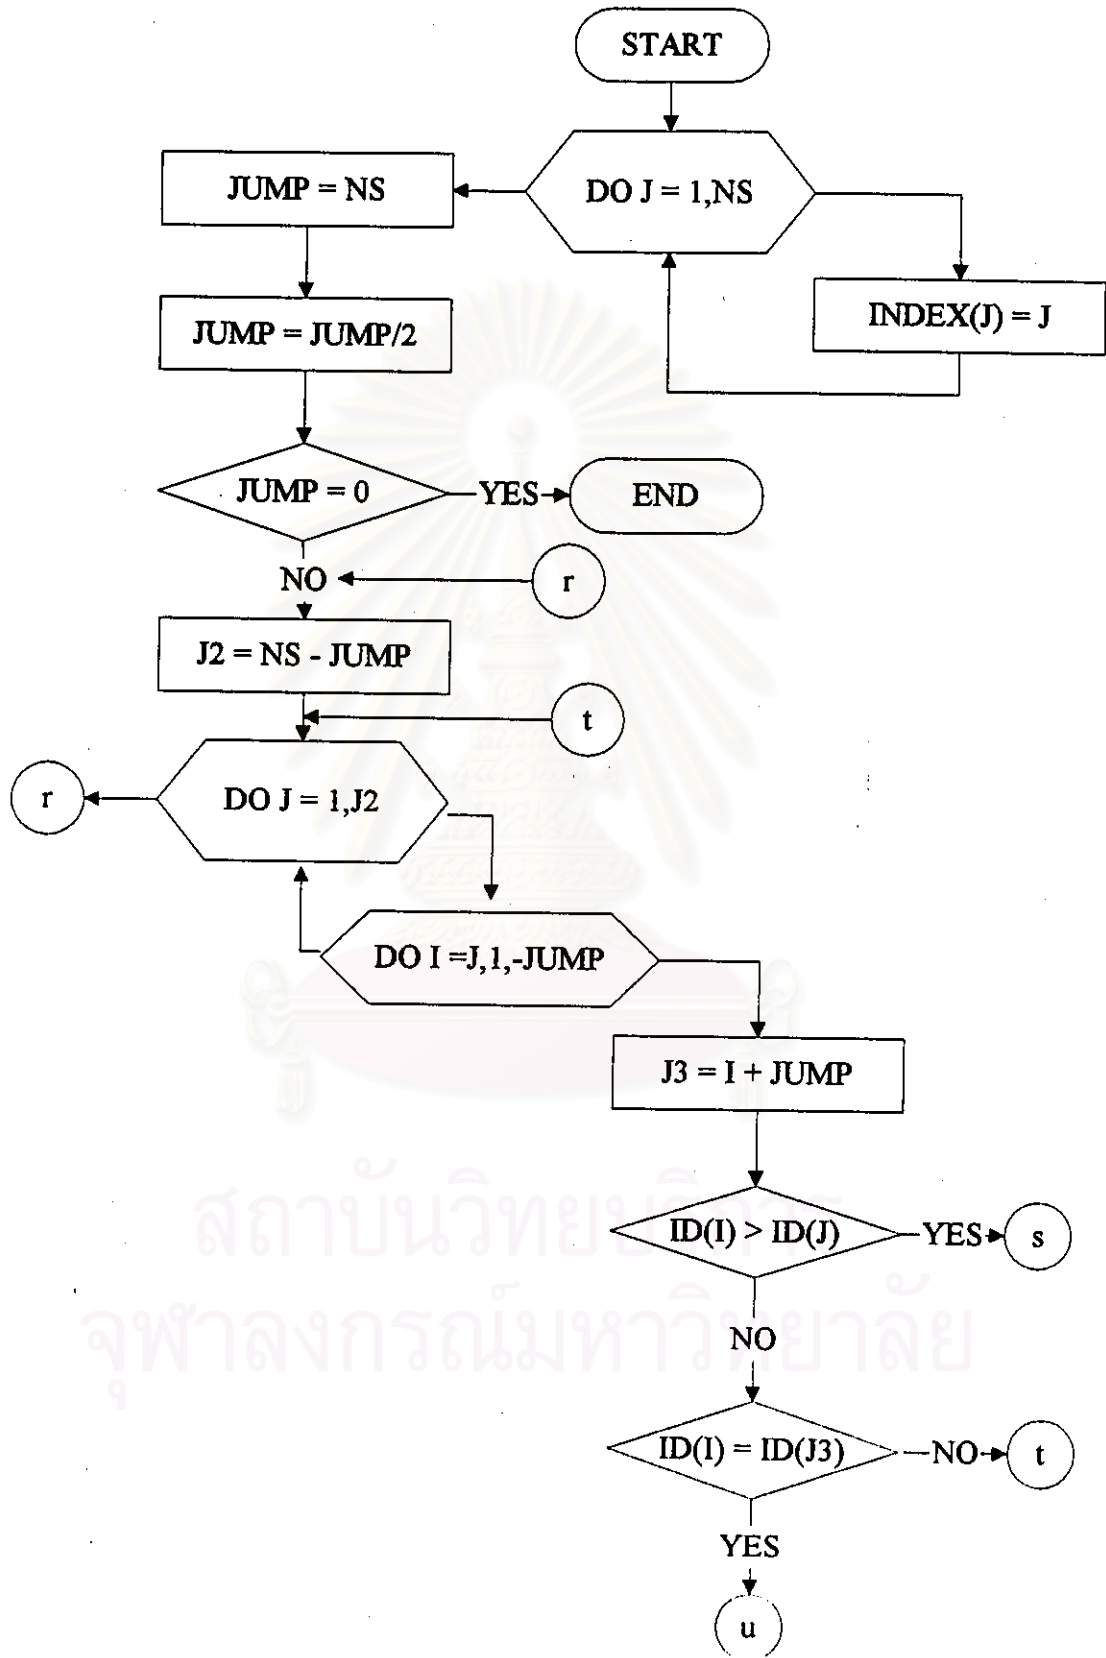 START
DO J = 1,NS
JUMP = NS
INDEX(J) = J
JUMP = JUMP/2
JUMP = 0
YES
END
NO
r
J2 = NS - JUMP
t
r
DO J = 1,J2
DO I =J,1,-JUMP
J3 = I + JUMP
ID(I) > ID(J)
YES
s
NO
ID(I) = ID(J3)
NO
t
YES
u
สถาบันวิทยบริการ
จุฬาลงกรณ์มหาวิทยาลัย